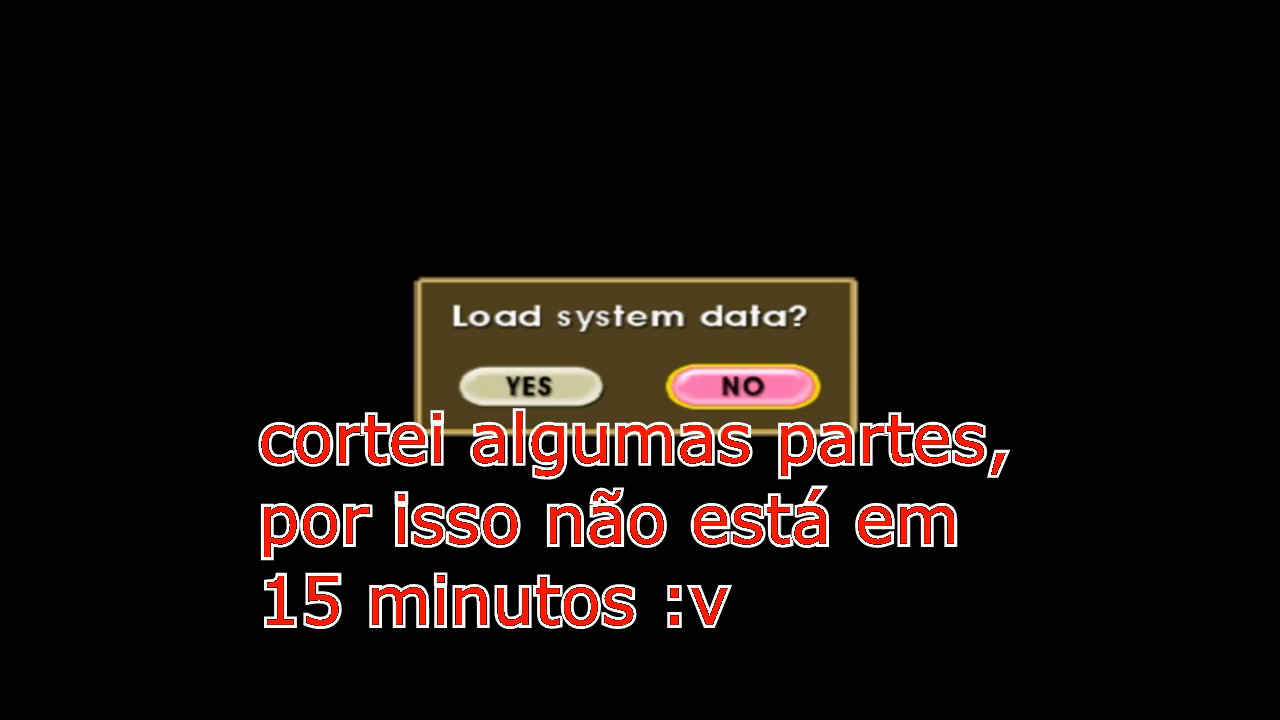 Load system data?
YES NO
cortei algumas partes,
por isso não está em
15 minutos :v